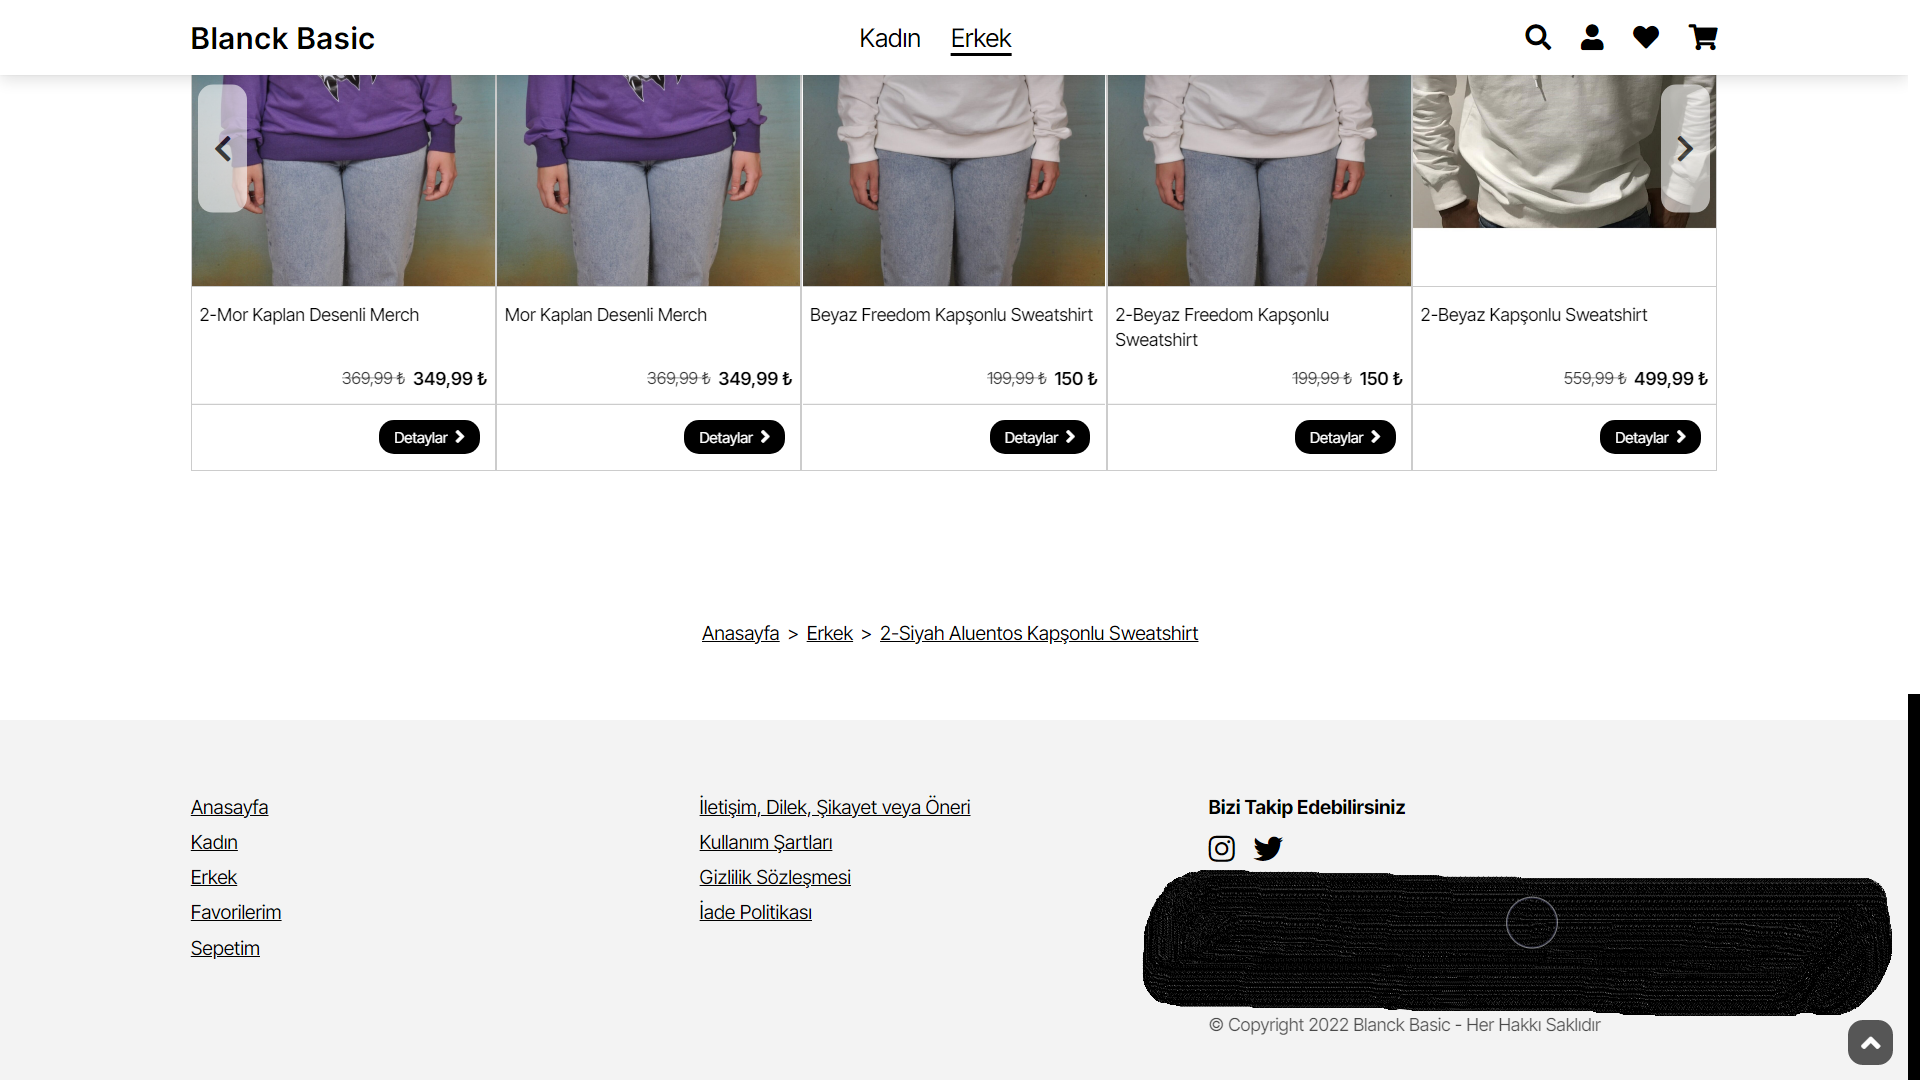 Blanck Basic
Kadın
Erkek
2-Mor Kaplan Desenli Merch
369,99 ₺ 349,99 ₺
Detaylar
Mor Kaplan Desenli Merch
369,99 ₺ 349,99 ₺
Detaylar
Beyaz Freedom Kapşonlu Sweatshirt
199,99 ₺ 150 ₺
Detaylar
2-Beyaz Freedom Kapşonlu
Sweatshirt
199,99 ₺ 150 ₺
Detaylar
2-Beyaz Kapşonlu Sweatshirt
559,99 ₺ 499,99 ₺
Detaylar
Anasayfa > Erkek > 2-Siyah Aluentos Kapşonlu Sweatshirt
Anasayfa
Kadın
Erkek
Favorilerim
Sepetim
İletişim, Dilek, Şikayet veya Öneri
Kullanım Şartları
Gizlilik Sözleşmesi
İade Politikası
Bizi Takip Edebilirsiniz
© Copyright 2022 Blanck Basic - Her Hakkı Saklıdır